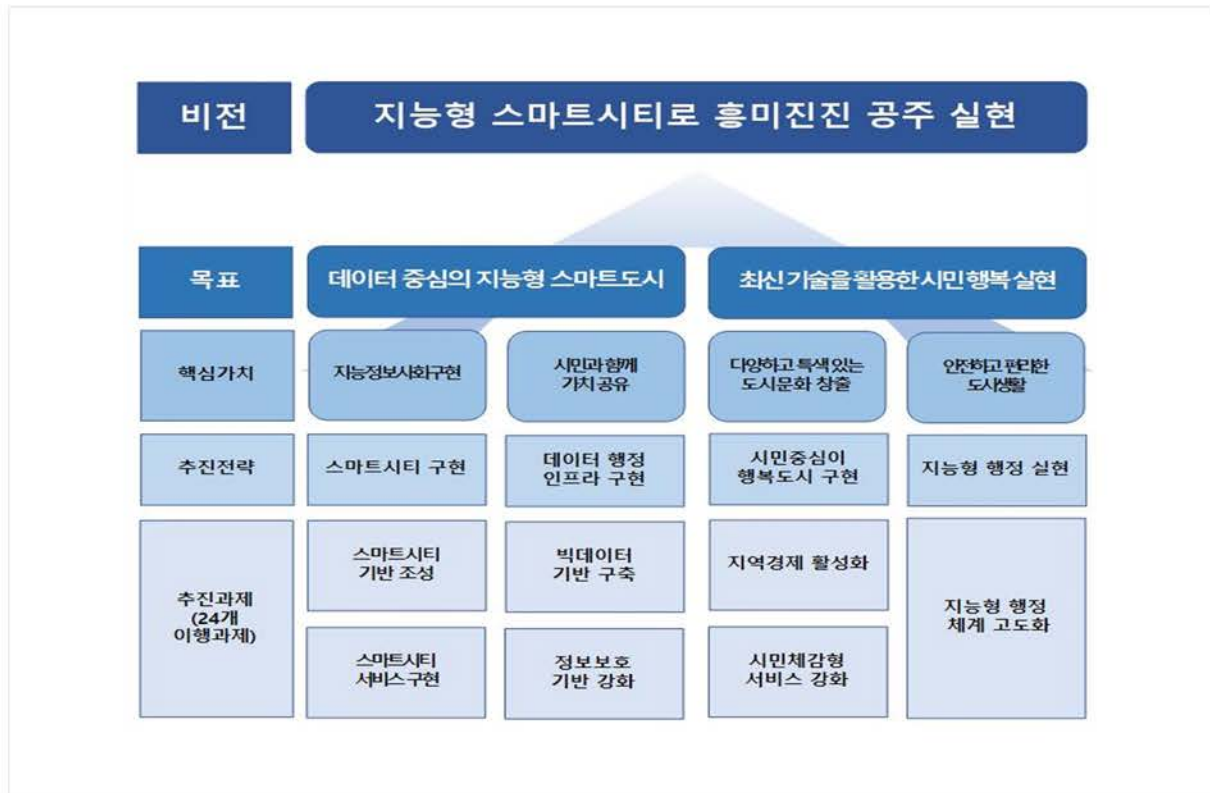 비전
지능형 스마트시티로 흥미진진 공주 실현
목표
데이터 중심의 지능형 스마트도시
최신 기술을 활용한 시민 행복 실현
핵심가치
지능정보사회구현
시민과 함께
가치 공유
다양하고 특색 있는
도시문화 창출
안전하고 편리한
도시생활
추진전략
스마트시티 구현
데이터 행정
인프라 구현
시민중심이
행복도시 구현
지능형 행정 실현
추진과제
(24개
이행과제)
스마트시티
기반 조성
빅데이터
기반 구축
지역경제 활성화
지능형 행정
체계 고도화
스마트시티
서비스 구현
정보보호
기반 강화
시민체감형
서비스 강화